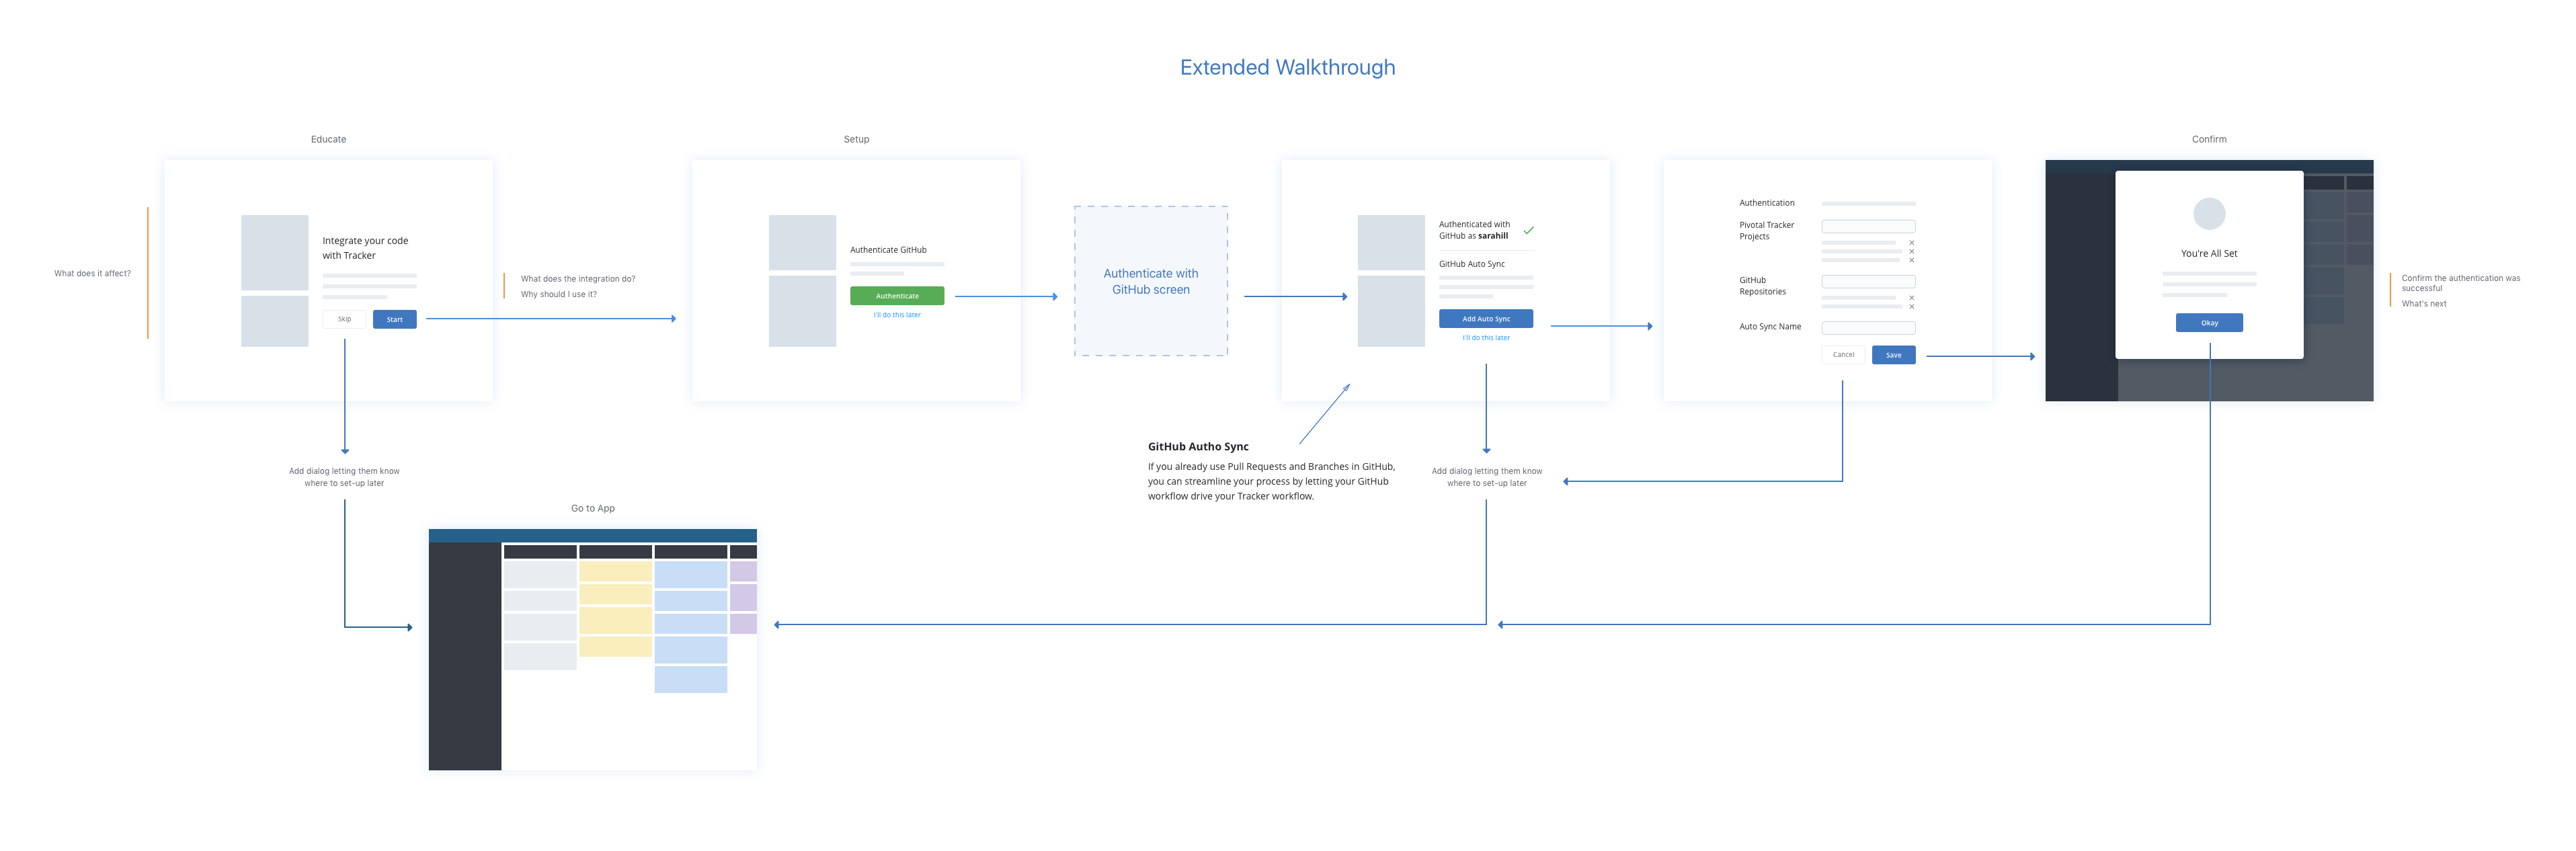 Extended Walkthrough
Educate
What does it affect?
Integrate your code
with Tracker
Skip
Start
What does the integration do?
Why should I use it?
Add dialog letting them know
where to set-up later
Setup
Authenticate GitHub
Authenticate
I'll do this later
Authenticate with
GitHub screen
Authenticated with
GitHub as sarahill
GitHub Auto Sync
Add Auto Sync
I'll do this later
GitHub Autho Sync
If you already use Pull Requests and Branches in GitHub,
you can streamline your process by letting your GitHub
workflow drive your Tracker workflow.
Add dialog letting them know
where to set-up later
Authentication
Pivotal Tracker
Projects
GitHub
Repositories
Auto Sync Name
Cancel
Save
Confirm
You're All Set
Okay
Confirm the authentication was
successful
What's next
Go to App